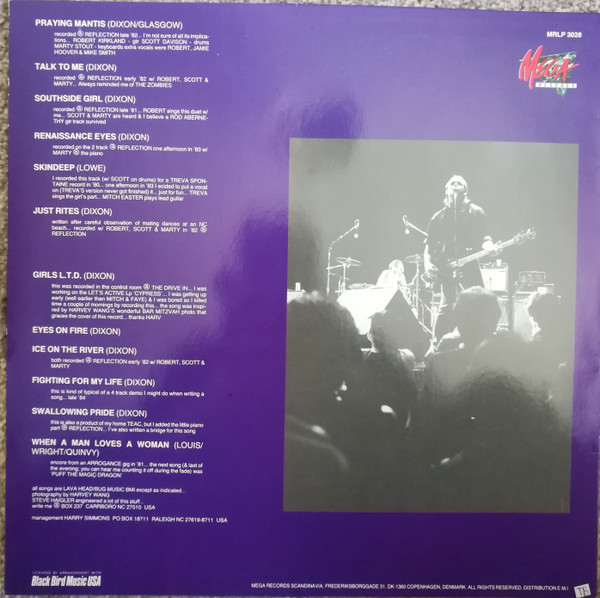 PRAYING MANTIS (DIXON/GLASGOW)
recorded @ REFLECTION late '82... I'm not sure of all its implica-
tions... ROBERT KIRKLAND - gtr SCOTT DAVISON - drums
MARTY STOUT - keyboards extra vocals were ROBERT, JAMIE
HOOVER & MIKE SMITH
TALK TO ME (DIXON)
recorded @ REFLECTION early '82 w/ ROBERT, SCOTT &
MARTY... Always reminded me of THE ZOMBIES
SOUTHSIDE GIRL (DIXON)
recorded @ REFLECTION late '81... ROBERT sings this duet w/
me... SCOTT & MARTY are heard & I believe a ROD ABERNE-
THY gtr track survived
RENAISSANCE EYES (DIXON)
recorded on the 2 track @ REFLECTION one afternoon in '83 w/
MARTY @ the piano
SKINDEEP (LOWE)
I recorded this track (w/ SCOTT on drums) for a TREVA SPON-
TAINE record in '80... one afternoon in '83 I ecided to put a vocal
on (TREVA'S version never got finished) it... just for fun... TREVA
sings the girl's part... MITCH EASTER plays lead guitar
JUST RITES (DIXON)
written after careful observation of mating dances at an NC
beach... recorded w/ ROBERT, SCOTT & MARTY in '82 @
REFLECTION
GIRLS L.T.D. (DIXON)
this was recorded in the control room @ THE DRIVE IN... I was
working on the LET'S ACTIVE Lp 'CYPRESS'... I was getting up
early (well earlier then MITCH & FAYE) & I was bored so I killed
time a couple of mornings by recording this... the song was inspi-
red by HARVEY WANG'S wonderful BAR MITZVAH photo that
graces the cover of this record... thanks HARV
EYES ON FIRE (DIXON)
ICE ON THE RIVER (DIXON)
both recorded @ REFLECTION early '82 w/ ROBERT, SCOTT &
MARTY
FIGHTING FOR MY LIFE (DIXON)
this is kind of typical of a 4 track demo I might do when writing a
song... late '84
SWALLOWING PRIDE (DIXON)
this is also a product of my home TEAC, but I added the little piano
part @ REFLECTION... I've also written a bridge for this song
WHEN A MAN LOVES A WOMAN (LOUIS/
WRIGHT/QUINVY)
encore from an ARROGANCE gig in '81... the next song (& last of
the evening; you can hear me counting it off during the fade) was
'PUFF THE MAGIC DRAGON'
all songs are LAVA HEAD/BUG MUSIC BMI except as indicated...
photography by HARVEY WANG
STEVE HAIGLER engineered a lot of this stuff...
write me @ BOX 237 CARRBORO NC 27510 USA
management HARRY SIMMONS PO BOX 18711 RALEIGH NC 27619-8711 USA
LICENSED BY ARRANGEMENT WITH
Black Bird Music USA
MRLP 3028
MEGA
RECORDS
MEGA RECORDS SCANDINAVIA, FREDERIKSBORGGADE 31, DK-1360 COPENHAGEN, DENMARK. ALL RIGHTS RESERVED. DISTRIBUTION E.M.I